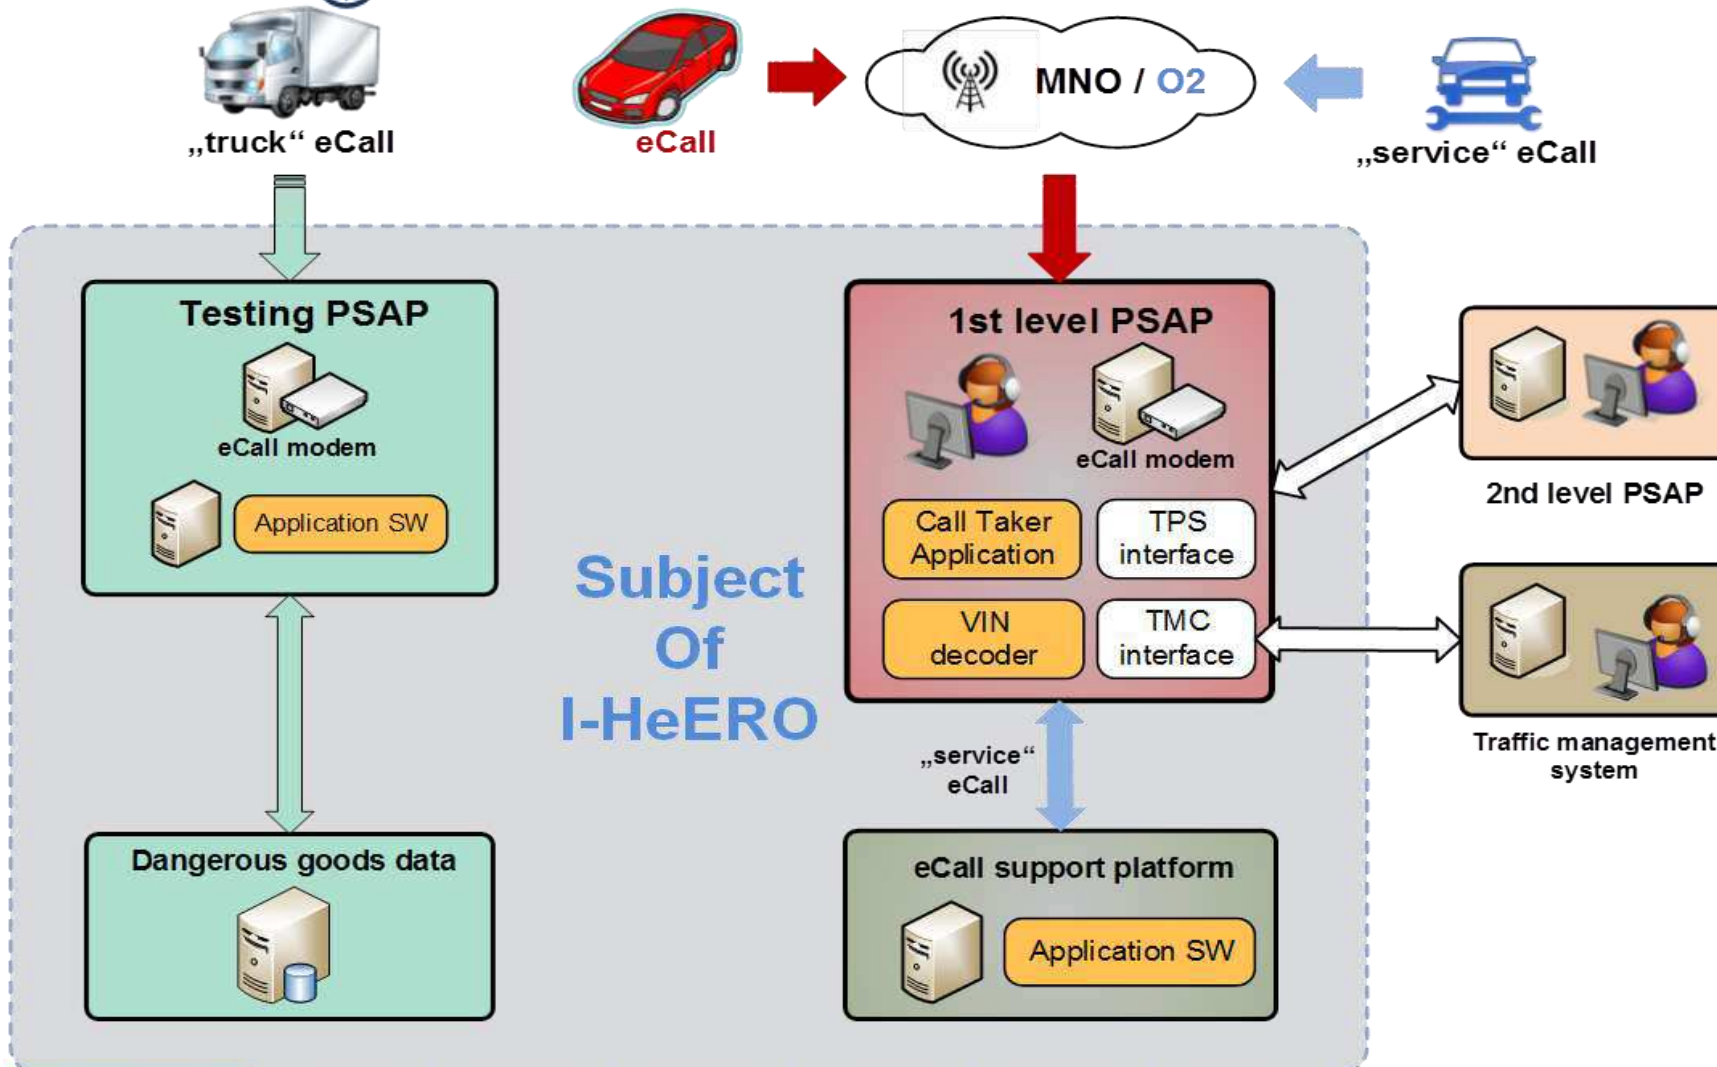 „truck“ eCall
eCall
MNO / O2
„service“ eCall
Testing PSAP
eCall modem
Application SW
Dangerous goods data
Subject
Of
I-HeERO
1st level PSAP
eCall modem
Call Taker
Application
TPS
interface
VIN
decoder
TMC
interface
„service“
eCall
eCall support platform
Application SW
2nd level PSAP
Traffic management
system